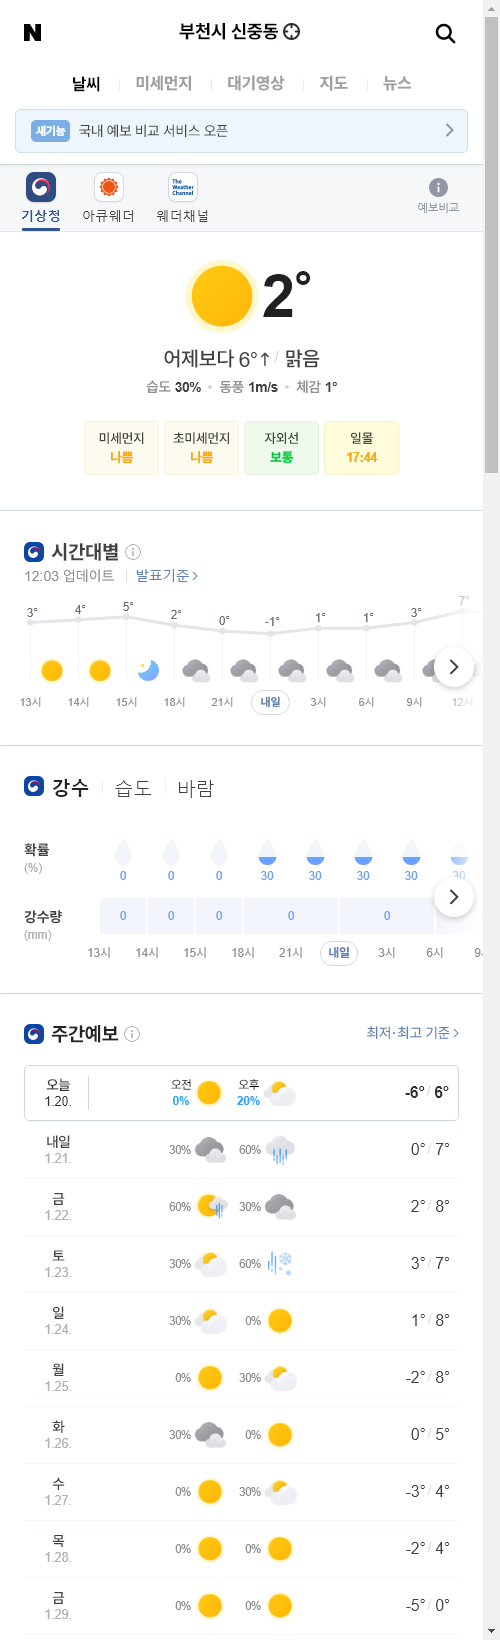 N
부천시 신중동
날씨
미세먼지
대기영상
지도
뉴스
새기능 국내 예보 비교 서비스 오픈
기상청
아큐웨더
The Weather Channel
웨더채널
예보비교
2°
어제보다 6°↑ / 맑음
습도 30% • 동풍 1m/s • 체감 1°
미세먼지 초미세먼지 자외선 일몰
나쁨 나쁨 보통 17:44
시간대별
12:03 업데이트 발표기준 >
3° 4° 5° 2° 0° -1° 1° 1° 3° 7°
13시 14시 15시 18시 21시 내일 3시 6시 9시 12시
강수 습도 바람
확률
(%)
0 0 0 30 30 30 30 30
강수량
(mm)
0 0 0 0 0
13시 14시 15시 18시 21시 내일 3시 6시
주간예보
최저·최고 기준 >
오늘 1.20. 오전 0% 오후 20% -6° / 6°
내일 1.21. 30% 60% 0° / 7°
금 1.22. 60% 30% 2° / 8°
토 1.23. 30% 60% 3° / 7°
일 1.24. 30% 0% 1° / 8°
월 1.25. 0% 30% -2° / 8°
화 1.26. 30% 0% 0° / 5°
수 1.27. 0% 30% -3° / 4°
목 1.28. 0% 0% -2° / 4°
금 1.29. 0% 0% -5° / 0°